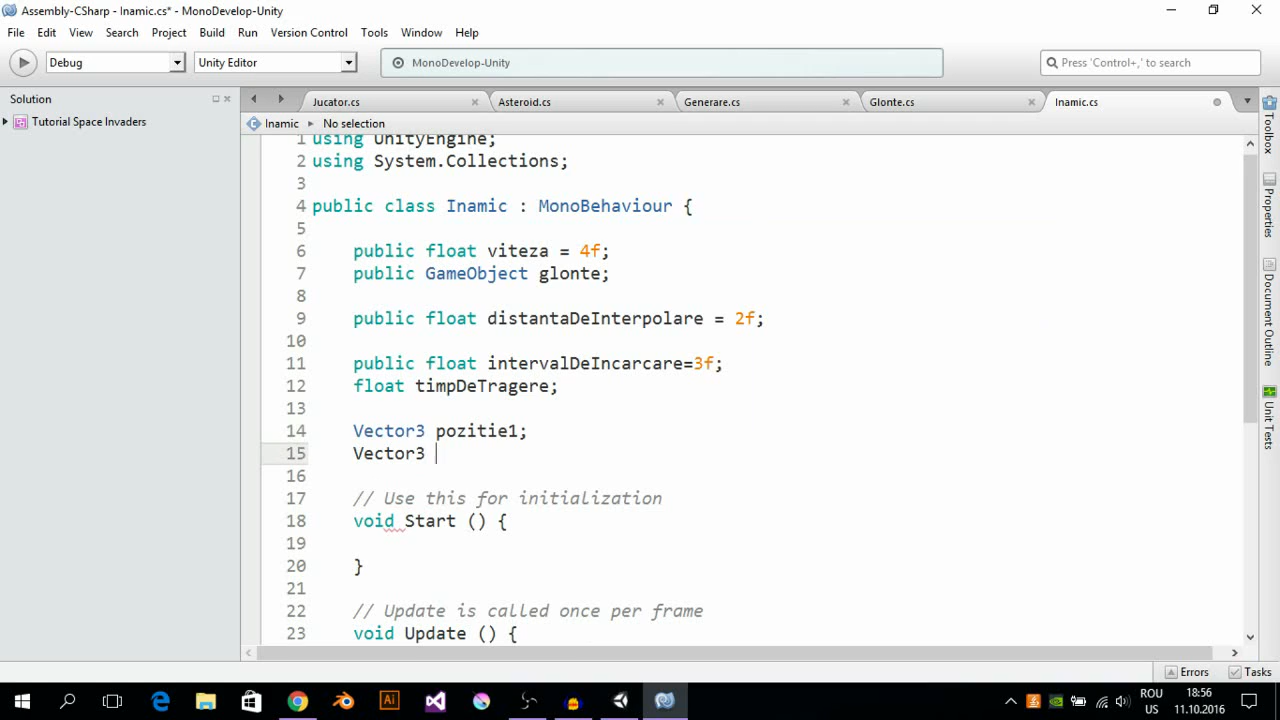 Assembly-CSharp - Inamic.cs* - MonoDevelop-Unity
File Edit View Search Project Build Run Version Control Tools Window Help
Debug Unity Editor MonoDevelop-Unity Press 'Control+,' to search
Solution Jucator.cs Asteroid.cs Generare.cs Glonte.cs Inamic.cs
Tutorial Space Invaders
Inamic No selection
1 using UnityEngine;
2 using System.Collections;
3
4 public class Inamic : MonoBehaviour {
5
6 public float viteza = 4f;
7 public GameObject glonte;
8
9 public float distantaDeInterpolare = 2f;
10
11 public float intervalDeIncarcare=3f;
12 float timpDeTragere;
13
14 Vector3 pozitie1;
15 Vector3
16
17 // Use this for initialization
18 void Start () {
19
20 }
21
22 // Update is called once per frame
23 void Update () {
Toolbox
Properties
Document Outline
Unit Tests
Errors Tasks
Ai
ROU
US
18:56
11.10.2016